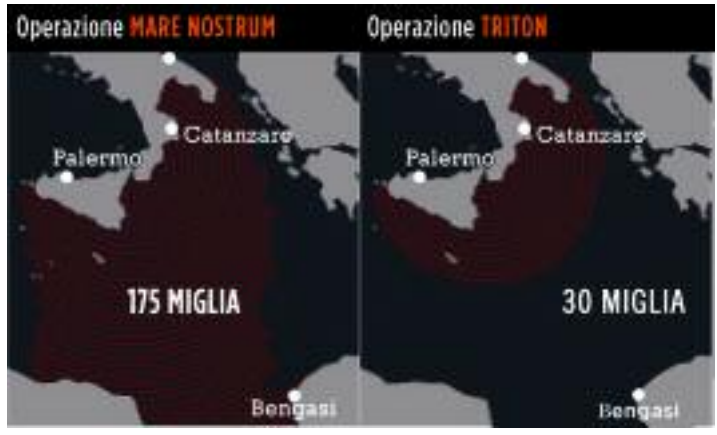 Operazione MARE NOSTRUM
Catanzaro
Palermo
175 MIGLIA
Bengasi
Operazione TRITON
Catanzaro
Palermo
30 MIGLIA
Bengasi